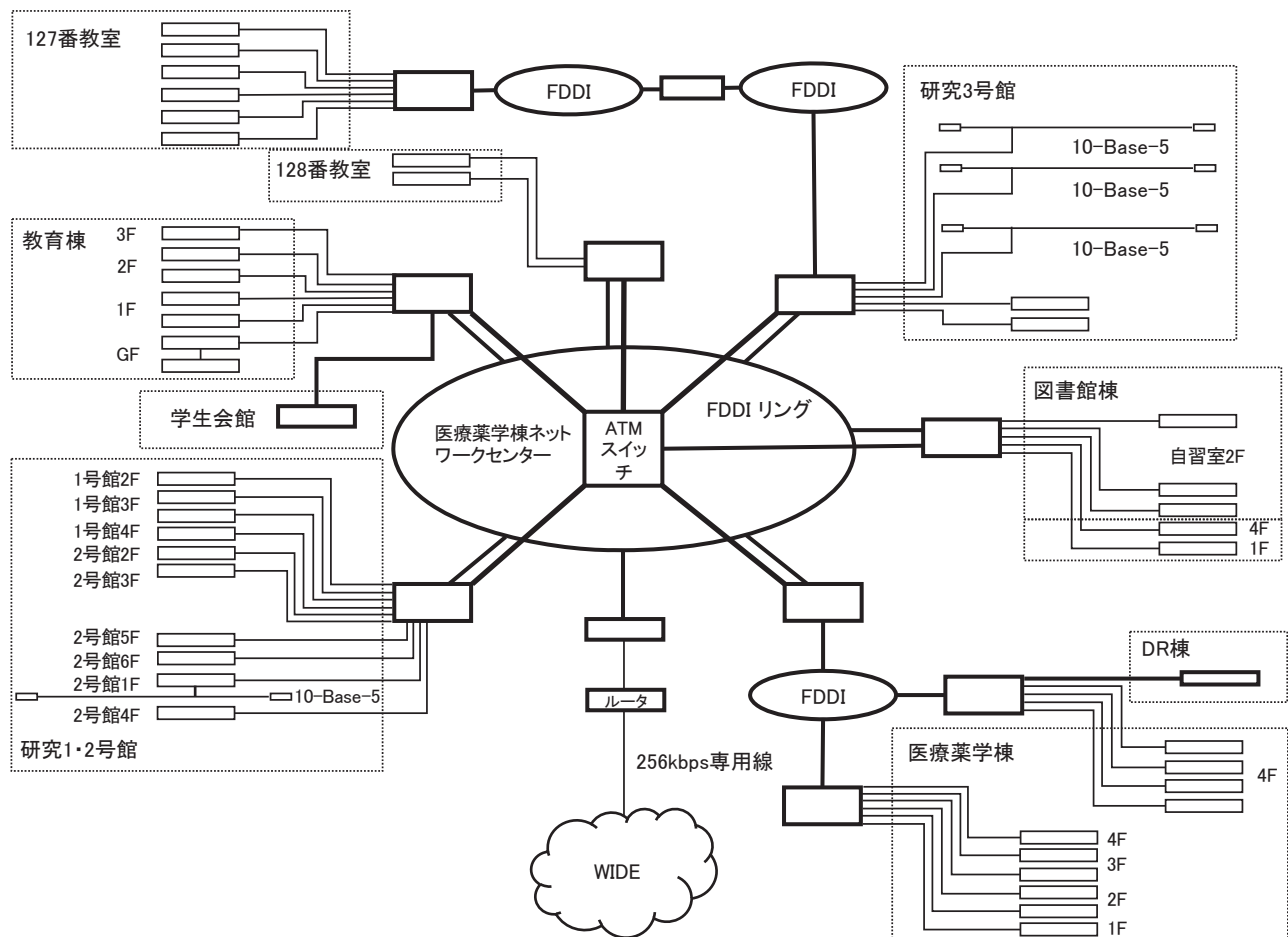 127番教室
FDDI
FDDI
研究3号館
10-Base-5
10-Base-5
10-Base-5
128番教室
教育棟
3F
2F
1F
GF
学生会館
医療薬学棟ネット
ワークセンター
ATM
スイッ
チ
FDDI リング
図書館棟
自習室2F
4F
1F
1号館2F
1号館3F
1号館4F
2号館2F
2号館3F
2号館5F
2号館6F
2号館1F
10-Base-5
2号館4F
研究1・2号館
ルータ
256kbps専用線
WIDE
FDDI
DR棟
医療薬学棟
4F
4F
3F
2F
1F